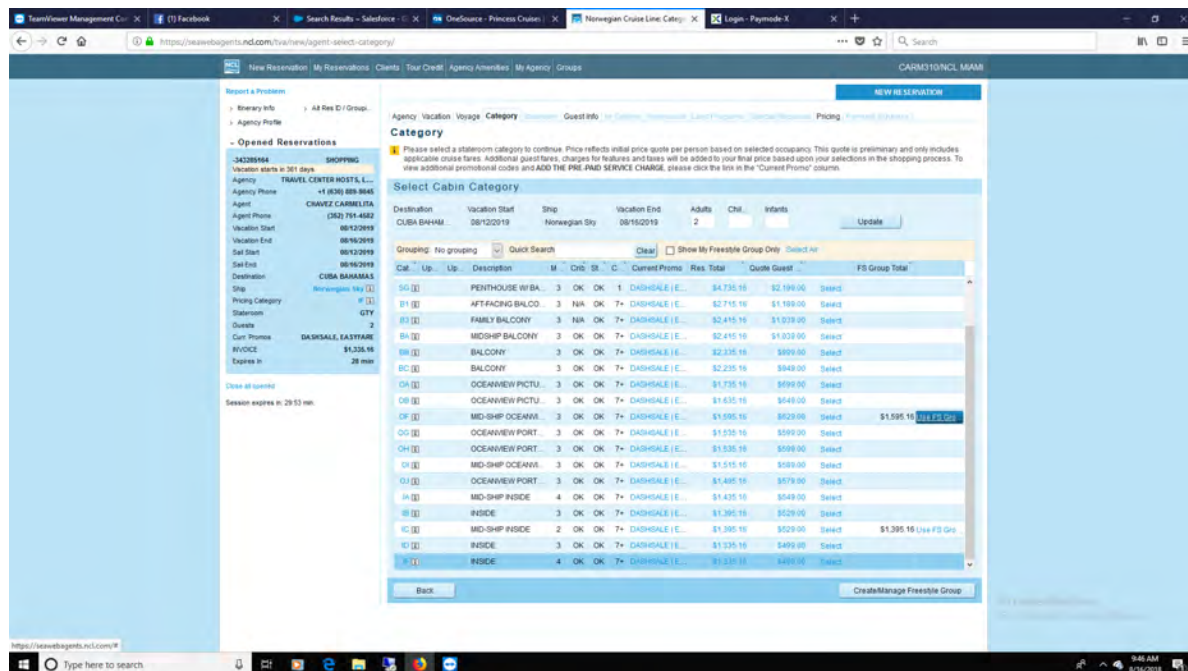 TeamViewer Management Con
(1) Facebook
Search Results ~ Salesforce -
OneSource - Princess Cruises |
Norwegian Cruise Line: Catego
Login - Paymode-X
https://seawebagents.ncl.com/tva/new/agent-select-category/
Search
NCL New Reservation My Reservations Clients Tour Credit Agency Amenities My Agency Groups CARM310/NCL MIAMI
Report a Problem
NEW RESERVATION
> Itinerary Info > Alt Res ID / Groupi...
> Agency Profile
Agency Vacation Voyage Category Guest Info Pricing
Category
Please select a stateroom category to continue. Price reflects initial price quote per person based on selected occupancy. This quote is preliminary and only includes
applicable cruise fares. Additional guest fares, charges for features and taxes will be added to your final price based upon your selections in the shopping process. To
view additional promotional codes and ADD THE PRE-PAID SERVICE CHARGE, please click the link in the "Current Promo" column.
Opened Reservations
-343285164 SHOPPING
Vacation starts in 361 days
Agency TRAVEL CENTER HOSTS, L...
Agency Phone
Agent CHAVEZ CARMELITA
Agent Phone (352) 751-4582
Vacation Start 08/12/2019
Vacation End 08/16/2019
Sail Start 08/12/2019
Sail End 08/16/2019
Destination CUBA BAHAMAS
Ship Norwegian Sky
Pricing Category IF
Stateroom GTY
Guests 2
Curr. Promos DASHSALE, EASYFARE
INVOICE $1,335.16
Expires in 28 min
Close all opened
Session expires in: 29:53 min.
Select Cabin Category
Destination Vacation Start Ship Vacation End Adults Chil... Infants
CUBA BAHAM... 08/12/2019 Norwegian Sky 08/16/2019 2 Update
Grouping: No grouping Quick Search Clear Show My Freestyle Group Only Select Air
Cat... Up... Up... Description M... Crib St... C... Current Promo Res. Total Quote Guest ... FS Group Total
SG PENTHOUSE W/ BA... 3 OK OK 1 DASHSALE | E... $4,735.16 $2,199.00 Select
B1 AFT-FACING BALCO... 3 N/A OK 7+ DASHSALE | E... $2,715.16 $1,189.00 Select
B3 FAMILY BALCONY 3 N/A OK 7+ DASHSALE | E... $2,415.16 $1,039.00 Select
BA MIDSHIP BALCONY 3 OK OK 7+ DASHSALE | E... $2,415.16 $1,039.00 Select
BB BALCONY 3 OK OK 7+ DASHSALE | E... $2,335.16 $999.00 Select
BC BALCONY 3 OK OK 7+ DASHSALE | E... $2,235.16 $949.00 Select
OA OCEANVIEW PICTU... 3 OK OK 7+ DASHSALE | E... $1,735.16 $699.00 Select
OB OCEANVIEW PICTU... 3 OK OK 7+ DASHSALE | E... $1,635.16 $649.00 Select
OF MID-SHIP OCEANVI... 3 OK OK 7+ DASHSALE | E... $1,595.16 $629.00 Select $1,595.16 Use FS Gro
OG OCEANVIEW PORT... 3 OK OK 7+ DASHSALE | E... $1,535.16 $599.00 Select
OH OCEANVIEW PORT... 3 OK OK 7+ DASHSALE | E... $1,535.16 $599.00 Select
OI MID-SHIP OCEANVI... 3 OK OK 7+ DASHSALE | E... $1,515.16 $589.00 Select
OJ OCEANVIEW PORT... 3 OK OK 7+ DASHSALE | E... $1,495.16 $579.00 Select
IA MID-SHIP INSIDE 4 OK OK 7+ DASHSALE | E... $1,435.16 $549.00 Select
IB INSIDE 3 OK OK 7+ DASHSALE | E... $1,395.16 $529.00 Select
IC MID-SHIP INSIDE 2 OK OK 7+ DASHSALE | E... $1,395.16 $529.00 Select $1,395.16 Use FS Gro
ID INSIDE 3 OK OK 7+ DASHSALE | E... $1,335.16 $499.00 Select
IF INSIDE 4 OK OK 7+ DASHSALE | E... $1,335.16 $499.00 Select
Back Create/Manage Freestyle Group
https://seawebagents.ncl.com/#
Type here to search
9:46 AM
8/16/2018